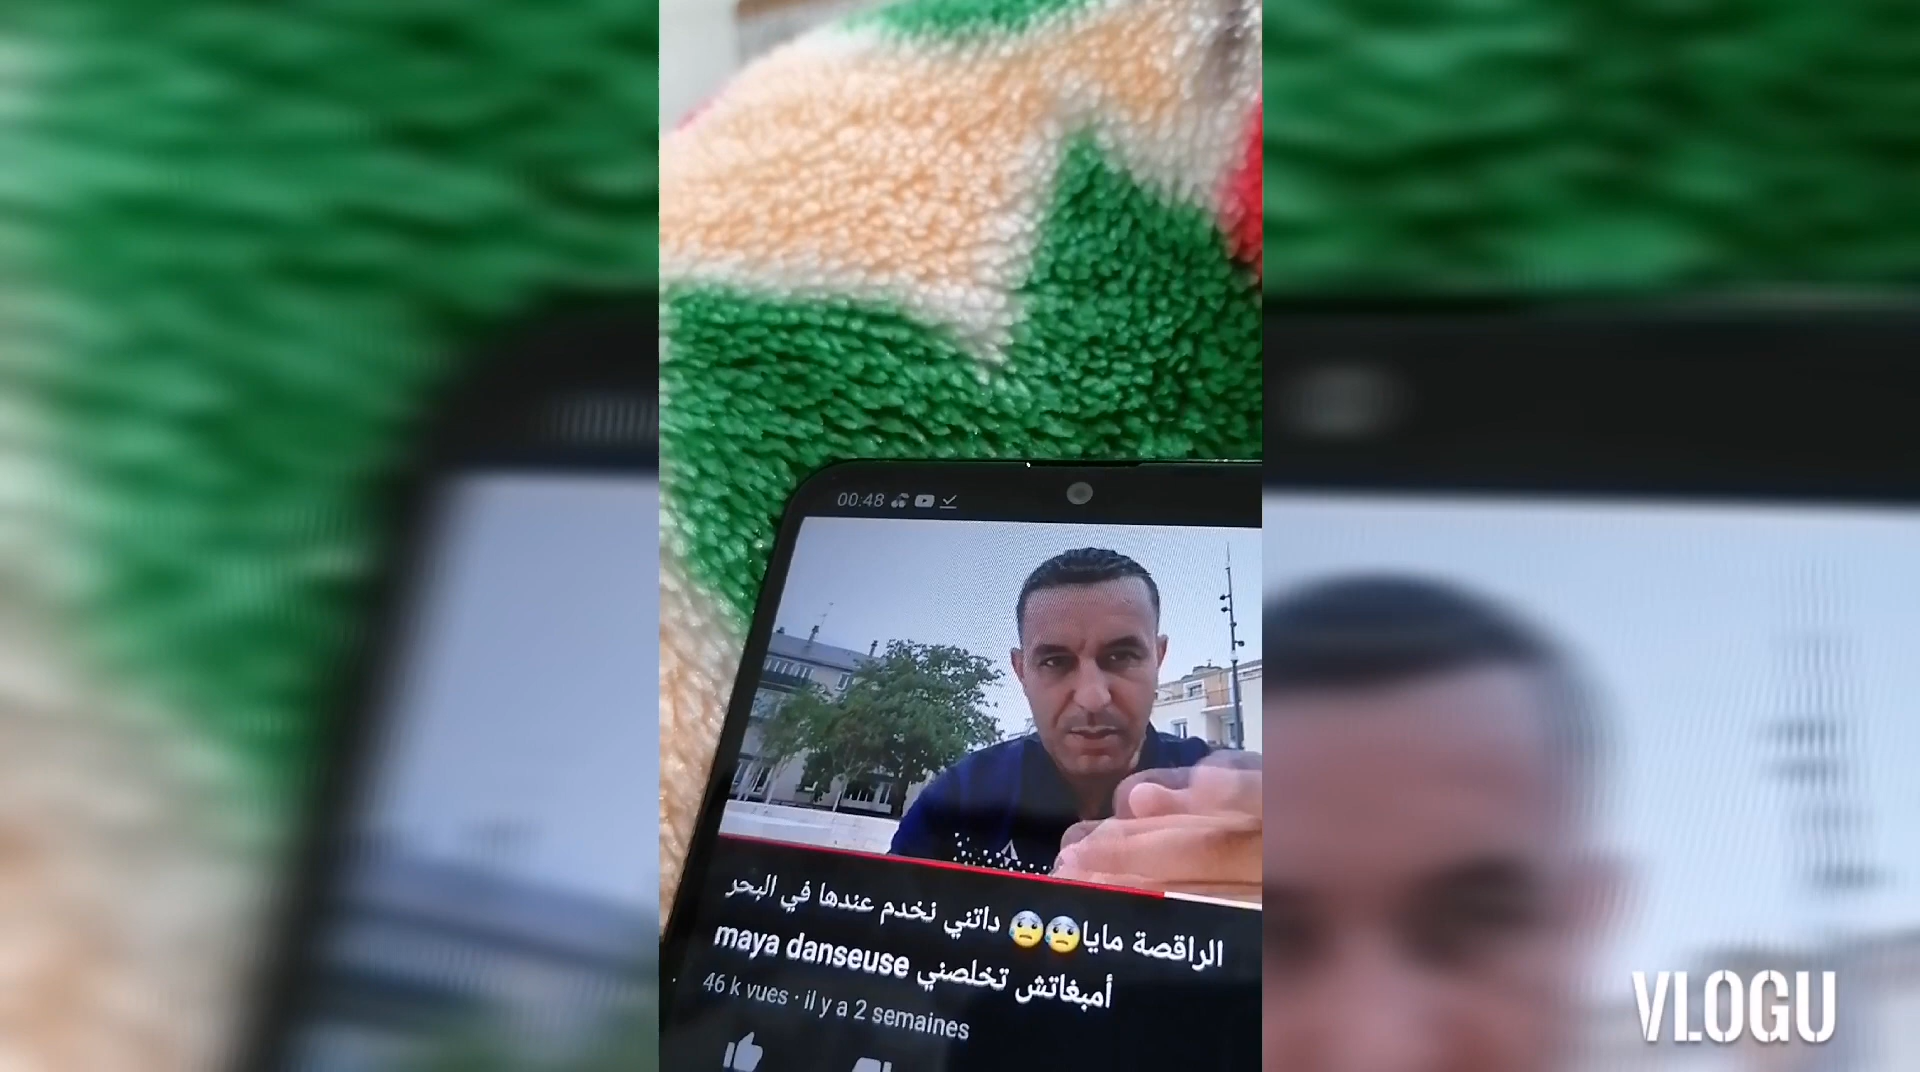 00:48
الراقصة مايا😰😰 داتني نخدم عندها في البحر
أمبغاتش تخلصني maya danseuse
46 k vues · il y a 2 semaines
VLOGU